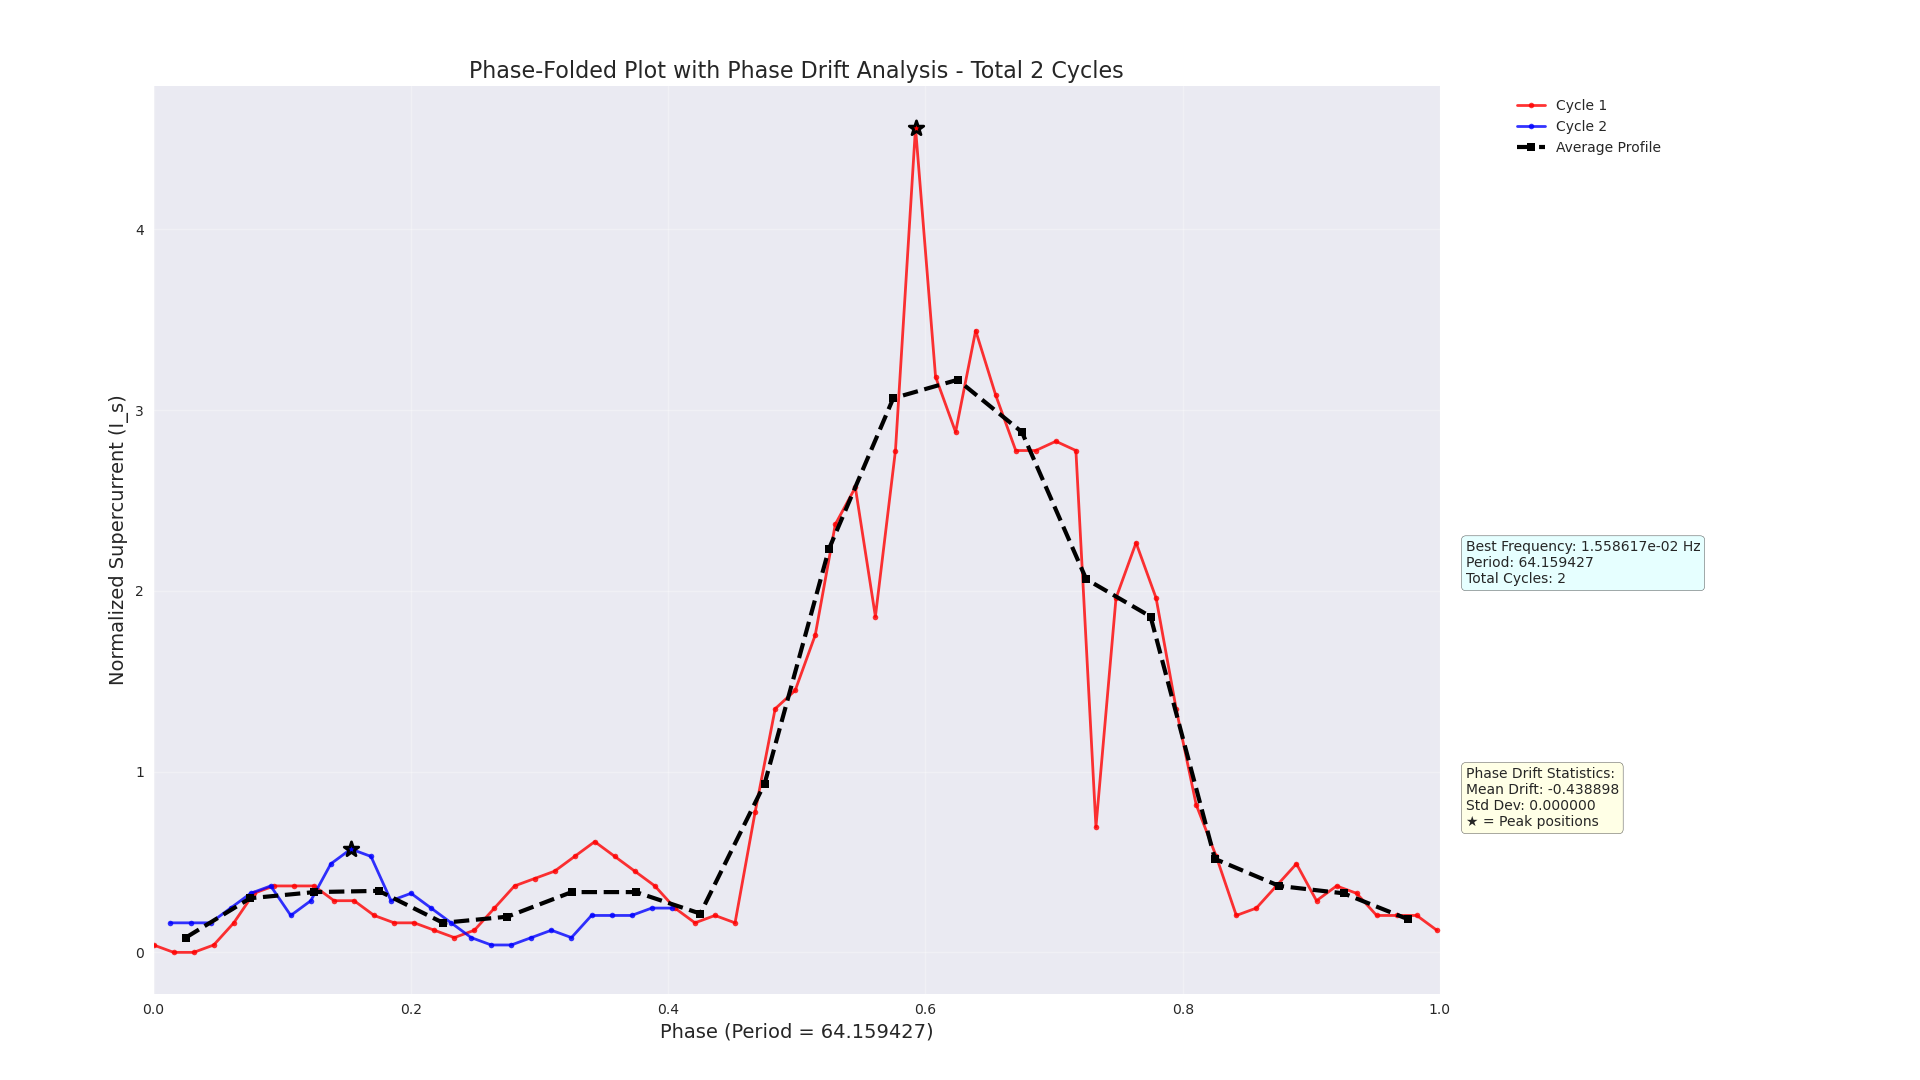 Phase-Folded Plot with Phase Drift Analysis - Total 2 Cycles
Cycle 1
Cycle 2
Average Profile
Normalized Supercurrent (I_s)
4
3
2
1
0
0.0
0.2
0.4
0.6
0.8
1.0
Phase (Period = 64.159427)
Best Frequency: 1.558617e-02 Hz
Period: 64.159427
Total Cycles: 2
Phase Drift Statistics:
Mean Drift: -0.438898
Std Dev: 0.000000
★ = Peak positions